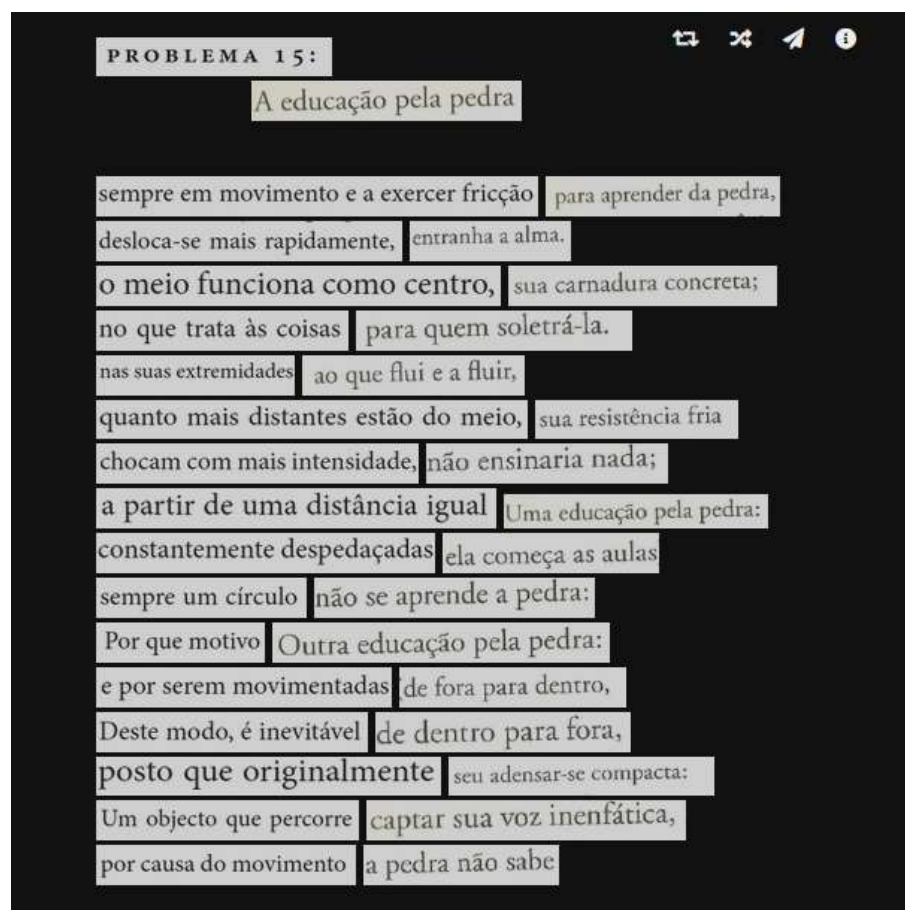 PROBLEMA 15:
A educação pela pedra
sempre em movimento e a exercer fricção para aprender da pedra,
desloca-se mais rapidamente, entranha a alma.
o meio funciona como centro, sua carnadura concreta;
no que trata às coisas para quem soletrá-la.
nas suas extremidades ao que flui e a fluir,
quanto mais distantes estão do meio, sua resistência fria
chocam com mais intensidade, não ensinaria nada;
a partir de uma distância igual Uma educação pela pedra:
constantemente despedaçadas ela começa as aulas
sempre um círculo não se aprende a pedra:
Por que motivo Outra educação pela pedra:
e por serem movimentadas de fora para dentro,
Deste modo, é inevitável de dentro para fora,
posto que originalmente seu adensar-se compacta:
Um objecto que percorre captar sua voz inenfática,
por causa do movimento a pedra não sabe